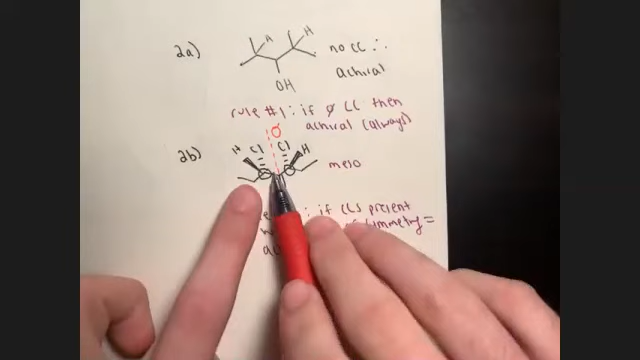 2a)
H
H
no CC ∴
achiral
OH
rule #1: if ∅ CC then
achiral (always)
σ
2b)
H Cl Cl H
meso
: if CCs present
symmetry =